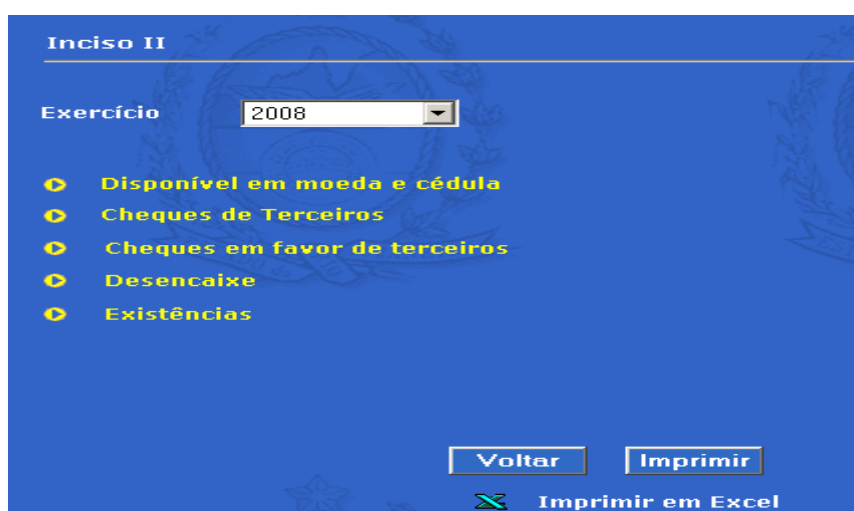 Inciso II
Exercício 2008
Disponível em moeda e cédula
Cheques de Terceiros
Cheques em favor de terceiros
Desencaixe
Existências
Voltar Imprimir
Imprimir em Excel